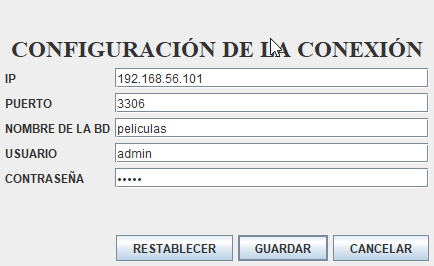 CONFIGURACIÓN DE LA CONEXIÓN
IP 192.168.56.101
PUERTO 3306
NOMBRE DE LA BD peliculas
USUARIO admin
CONTRASEÑA •••••
RESTABLECER GUARDAR CANCELAR